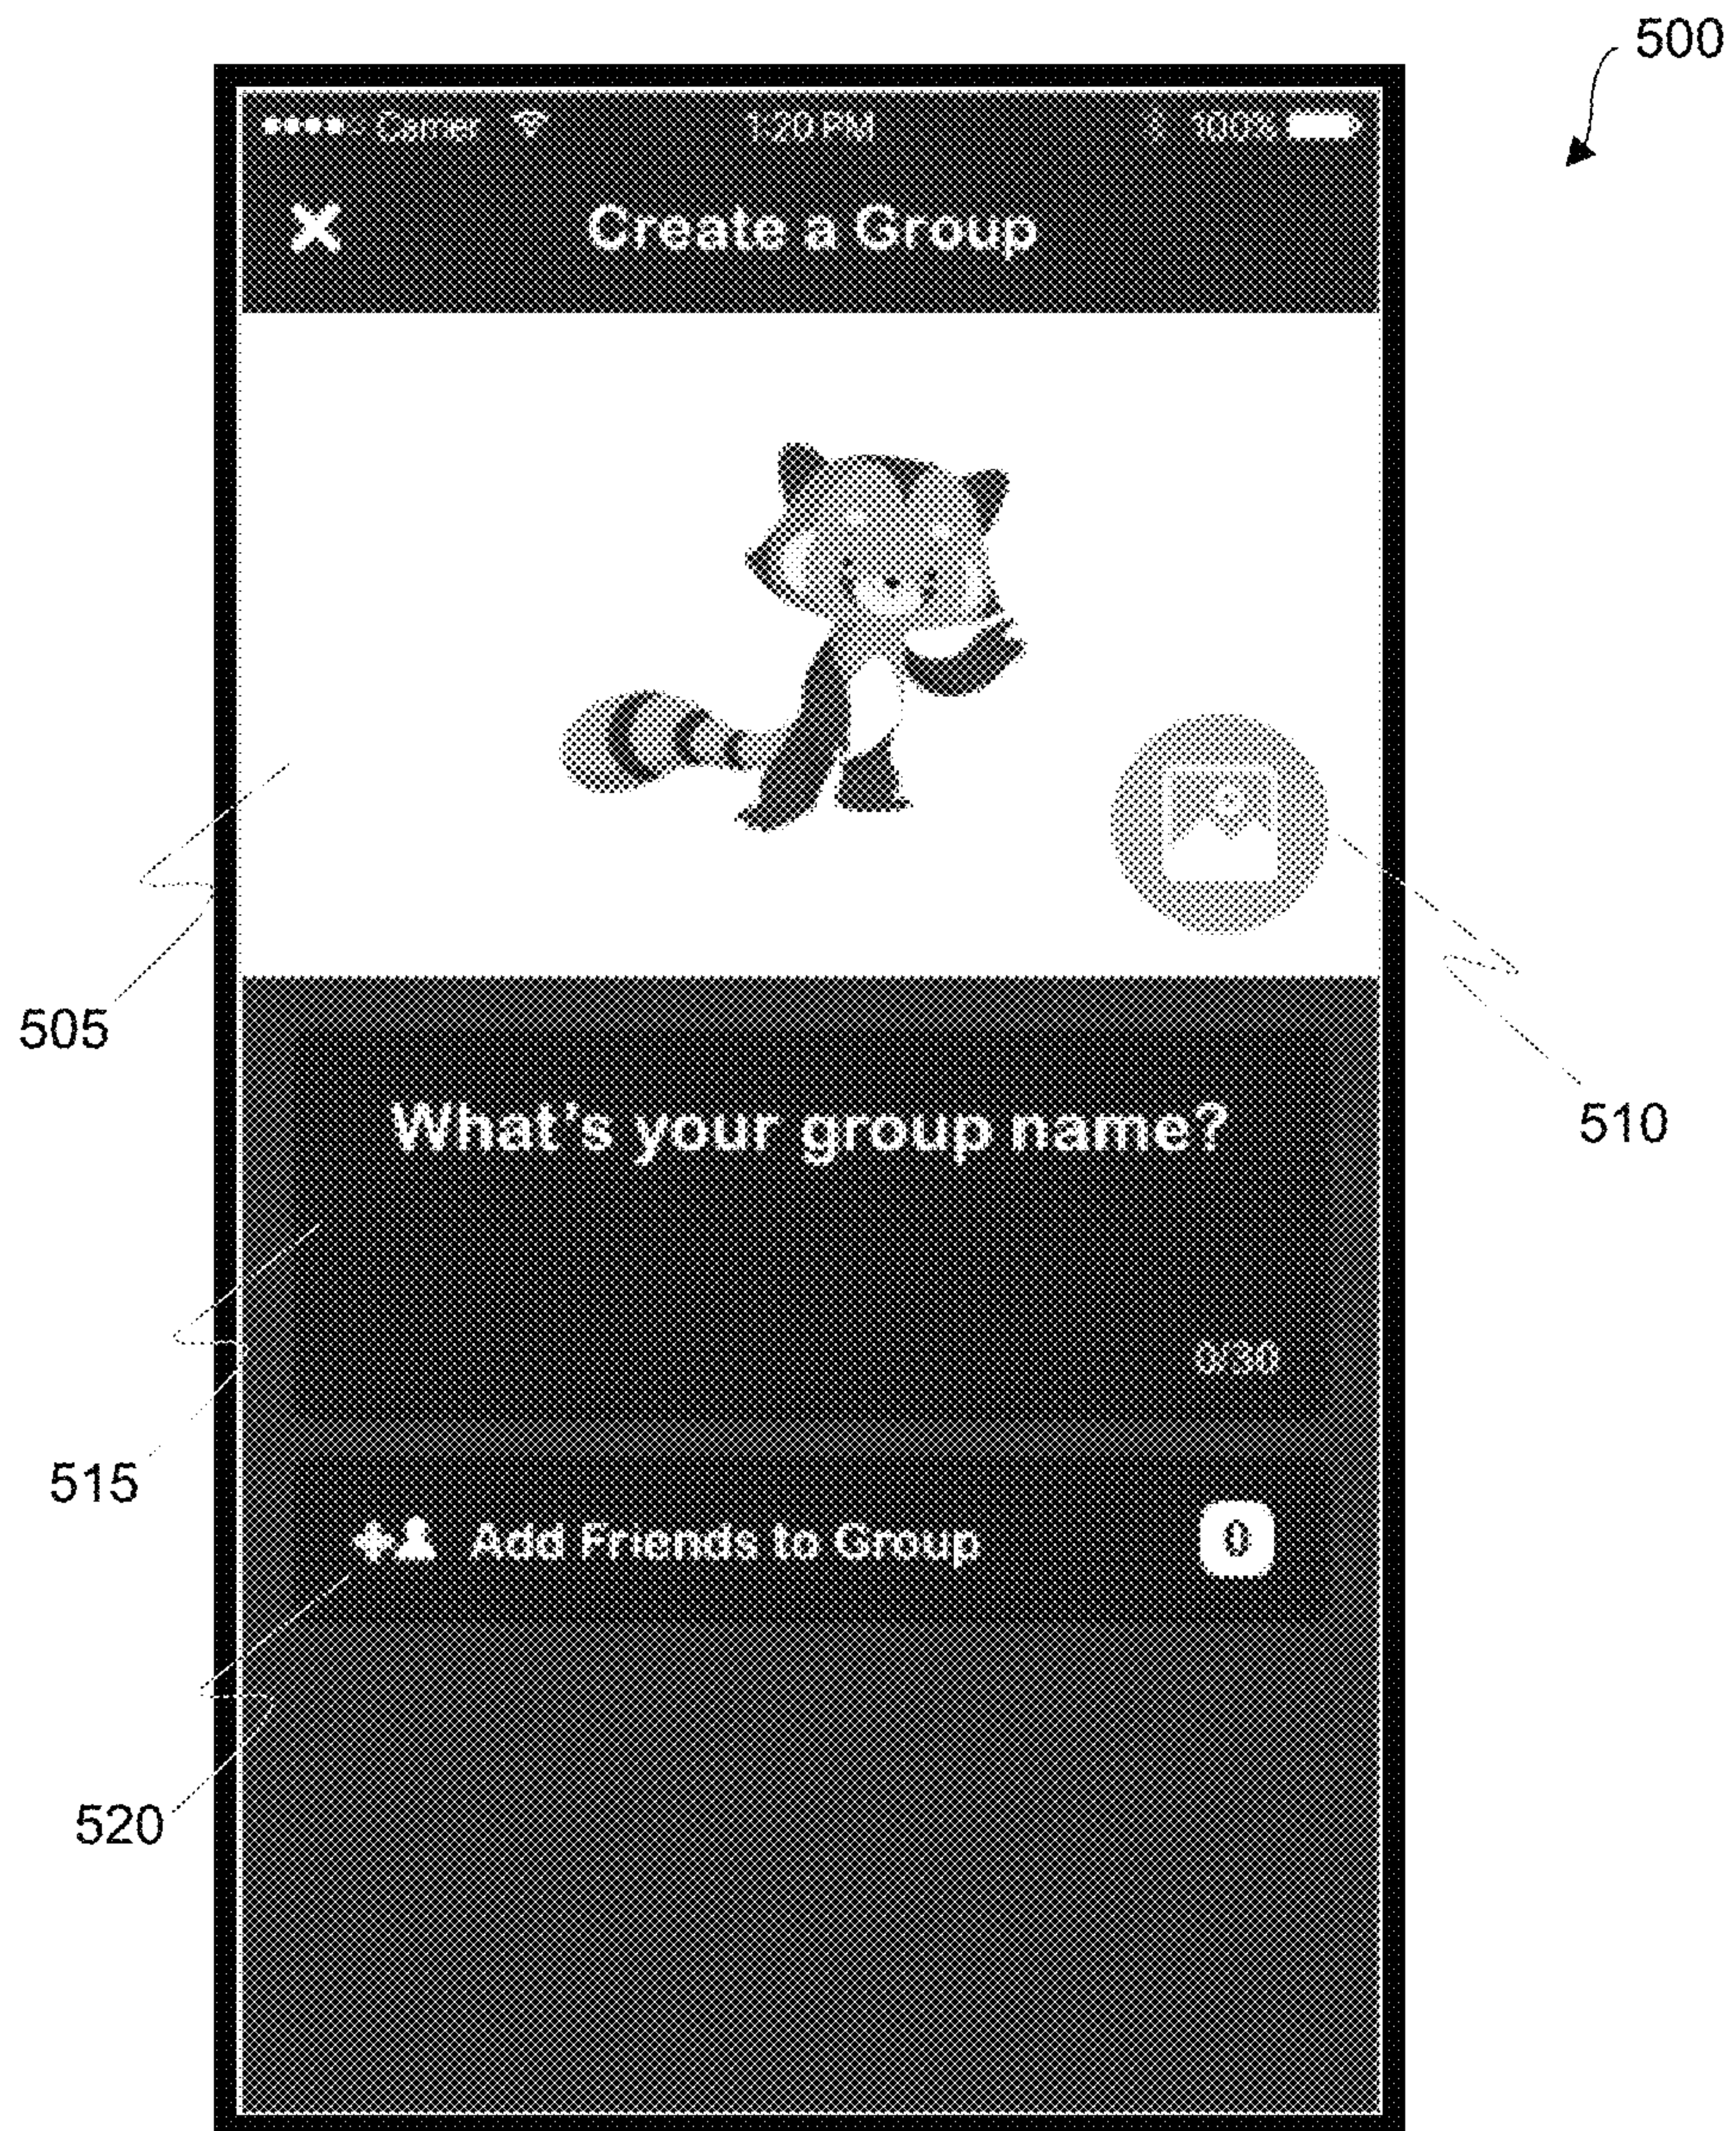 500
Carrier 1:20 PM 100%
Create a Group
505
510
What's your group name?
0/30
515
Add Friends to Group 0
520